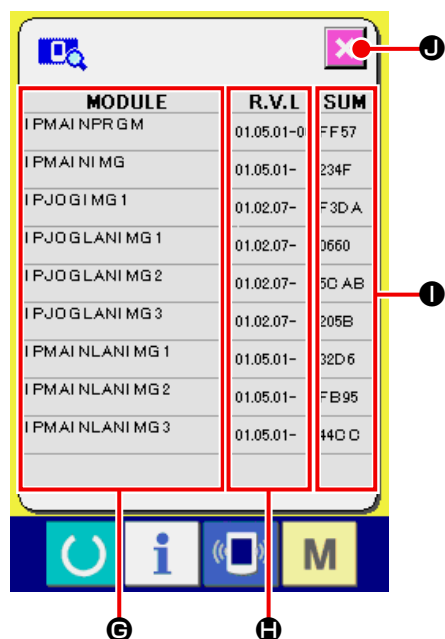 J
MODULE R.V.L SUM
IPMAINPRGM 01.05.01-0 FF57
IPMAINIMG 01.05.01- 234F
IPJOGIMG1 01.02.07- F3DA
IPJOGLANIMG1 01.02.07- 0660
IPJOGLANIMG2 01.02.07- 5CAB
IPJOGLANIMG3 01.02.07- 205B
IPMAINLANIMG1 01.05.01- 32D6
IPMAINLANIMG2 01.05.01- FB95
IPMAINLANIMG3 01.05.01- 44CC
I
i M
G H